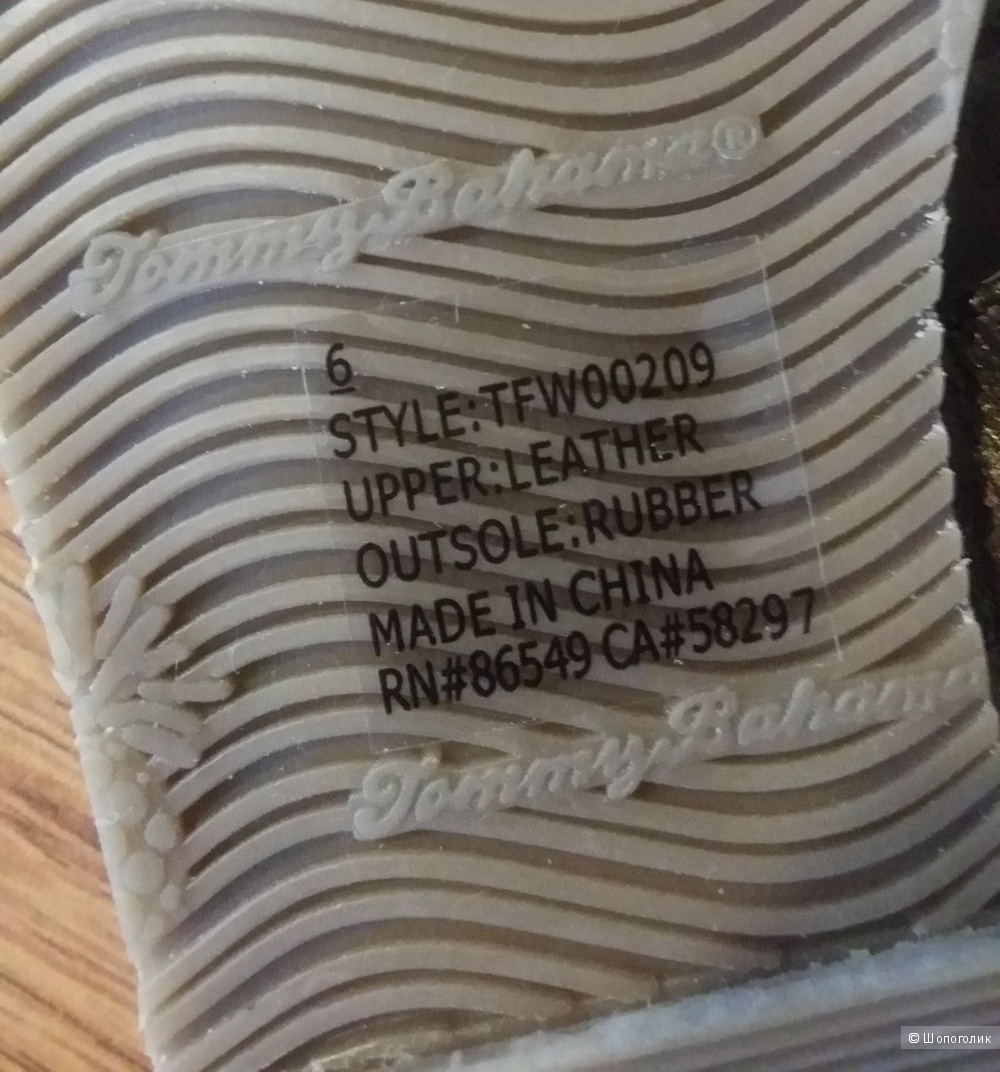 Tommy Bahama®
6
STYLE:TFW00209
UPPER:LEATHER
OUTSOLE:RUBBER
MADE IN CHINA
RN#86549 CA#58297
Tommy Bahama
© Шопоголик